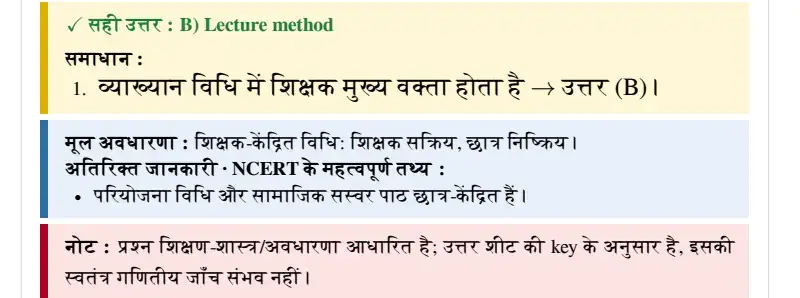 ✓ सही उत्तर : B) Lecture method
समाधान :
1. व्याख्यान विधि में शिक्षक मुख्य वक्ता होता है → उत्तर (B)।
मूल अवधारणा : शिक्षक-केंद्रित विधि: शिक्षक सक्रिय, छात्र निष्क्रिय।
अतिरिक्त जानकारी · NCERT के महत्वपूर्ण तथ्य :
• परियोजना विधि और सामाजिक सस्वर पाठ छात्र-केंद्रित हैं।
नोट : प्रश्न शिक्षण-शास्त्र/अवधारणा आधारित है; उत्तर शीट की key के अनुसार है, इसकी
स्वतंत्र गणितीय जाँच संभव नहीं।